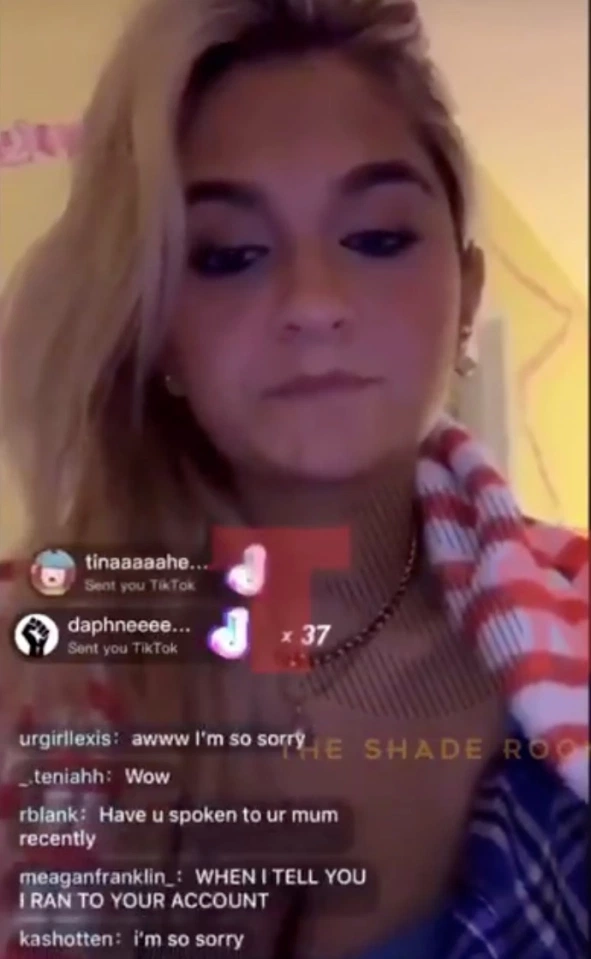 tinaaaaahe...
Sent you TikTok
daphneeee...
Sent you TikTok
x 37
urgirllexis: awww I'm so sorry
THE SHADE ROO
_.teniahh: Wow
rblank: Have u spoken to ur mum
recently
meaganfranklin_: WHEN I TELL YOU
I RAN TO YOUR ACCOUNT
kashotten: i'm so sorry